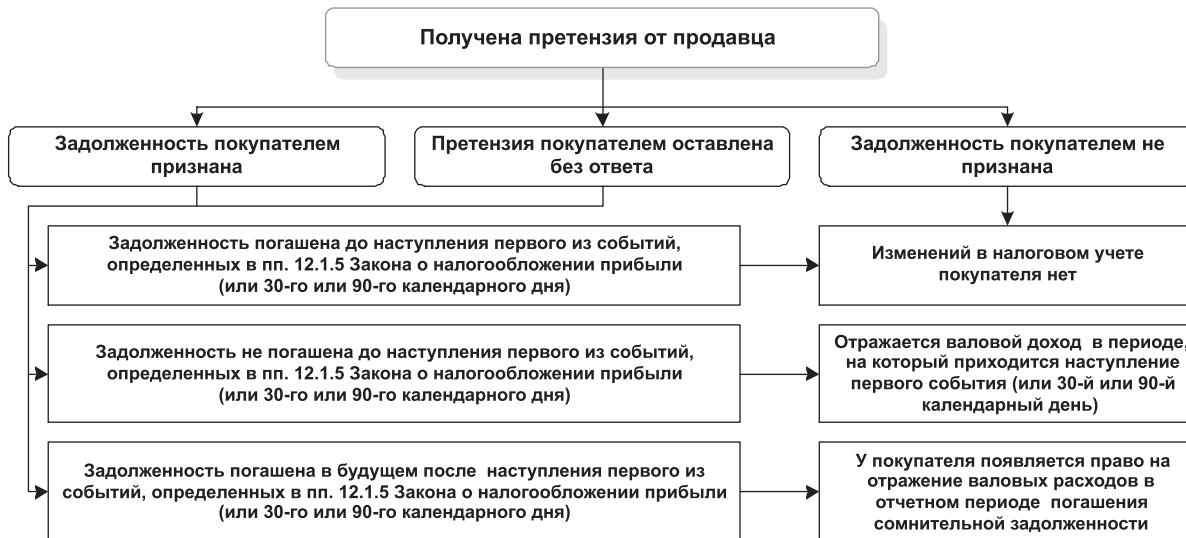 Получена претензия от продавца
Задолженность покупателем
признана
Претензия покупателем оставлена
без ответа
Задолженность покупателем не
признана
Задолженность погашена до наступления первого из событий,
определенных в пп. 12.1.5 Закона о налогообложении прибыли
(или 30-го или 90-го календарного дня)
Изменений в налоговом учете
покупателя нет
Задолженность не погашена до наступления первого из событий,
определенных в пп. 12.1.5 Закона о налогообложении прибыли
(или 30-го или 90-го календарного дня)
Отражается валовой доход в периоде,
на который приходится наступление
первого события (или 30-й или 90-й
календарный день)
Задолженность погашена в будущем после наступления первого из
событий, определенных в пп. 12.1.5 Закона о налогообложении прибыли
(или 30-го или 90-го календарного дня)
У покупателя появляется право на
отражение валовых расходов в
отчетном периоде погашения
сомнительной задолженности